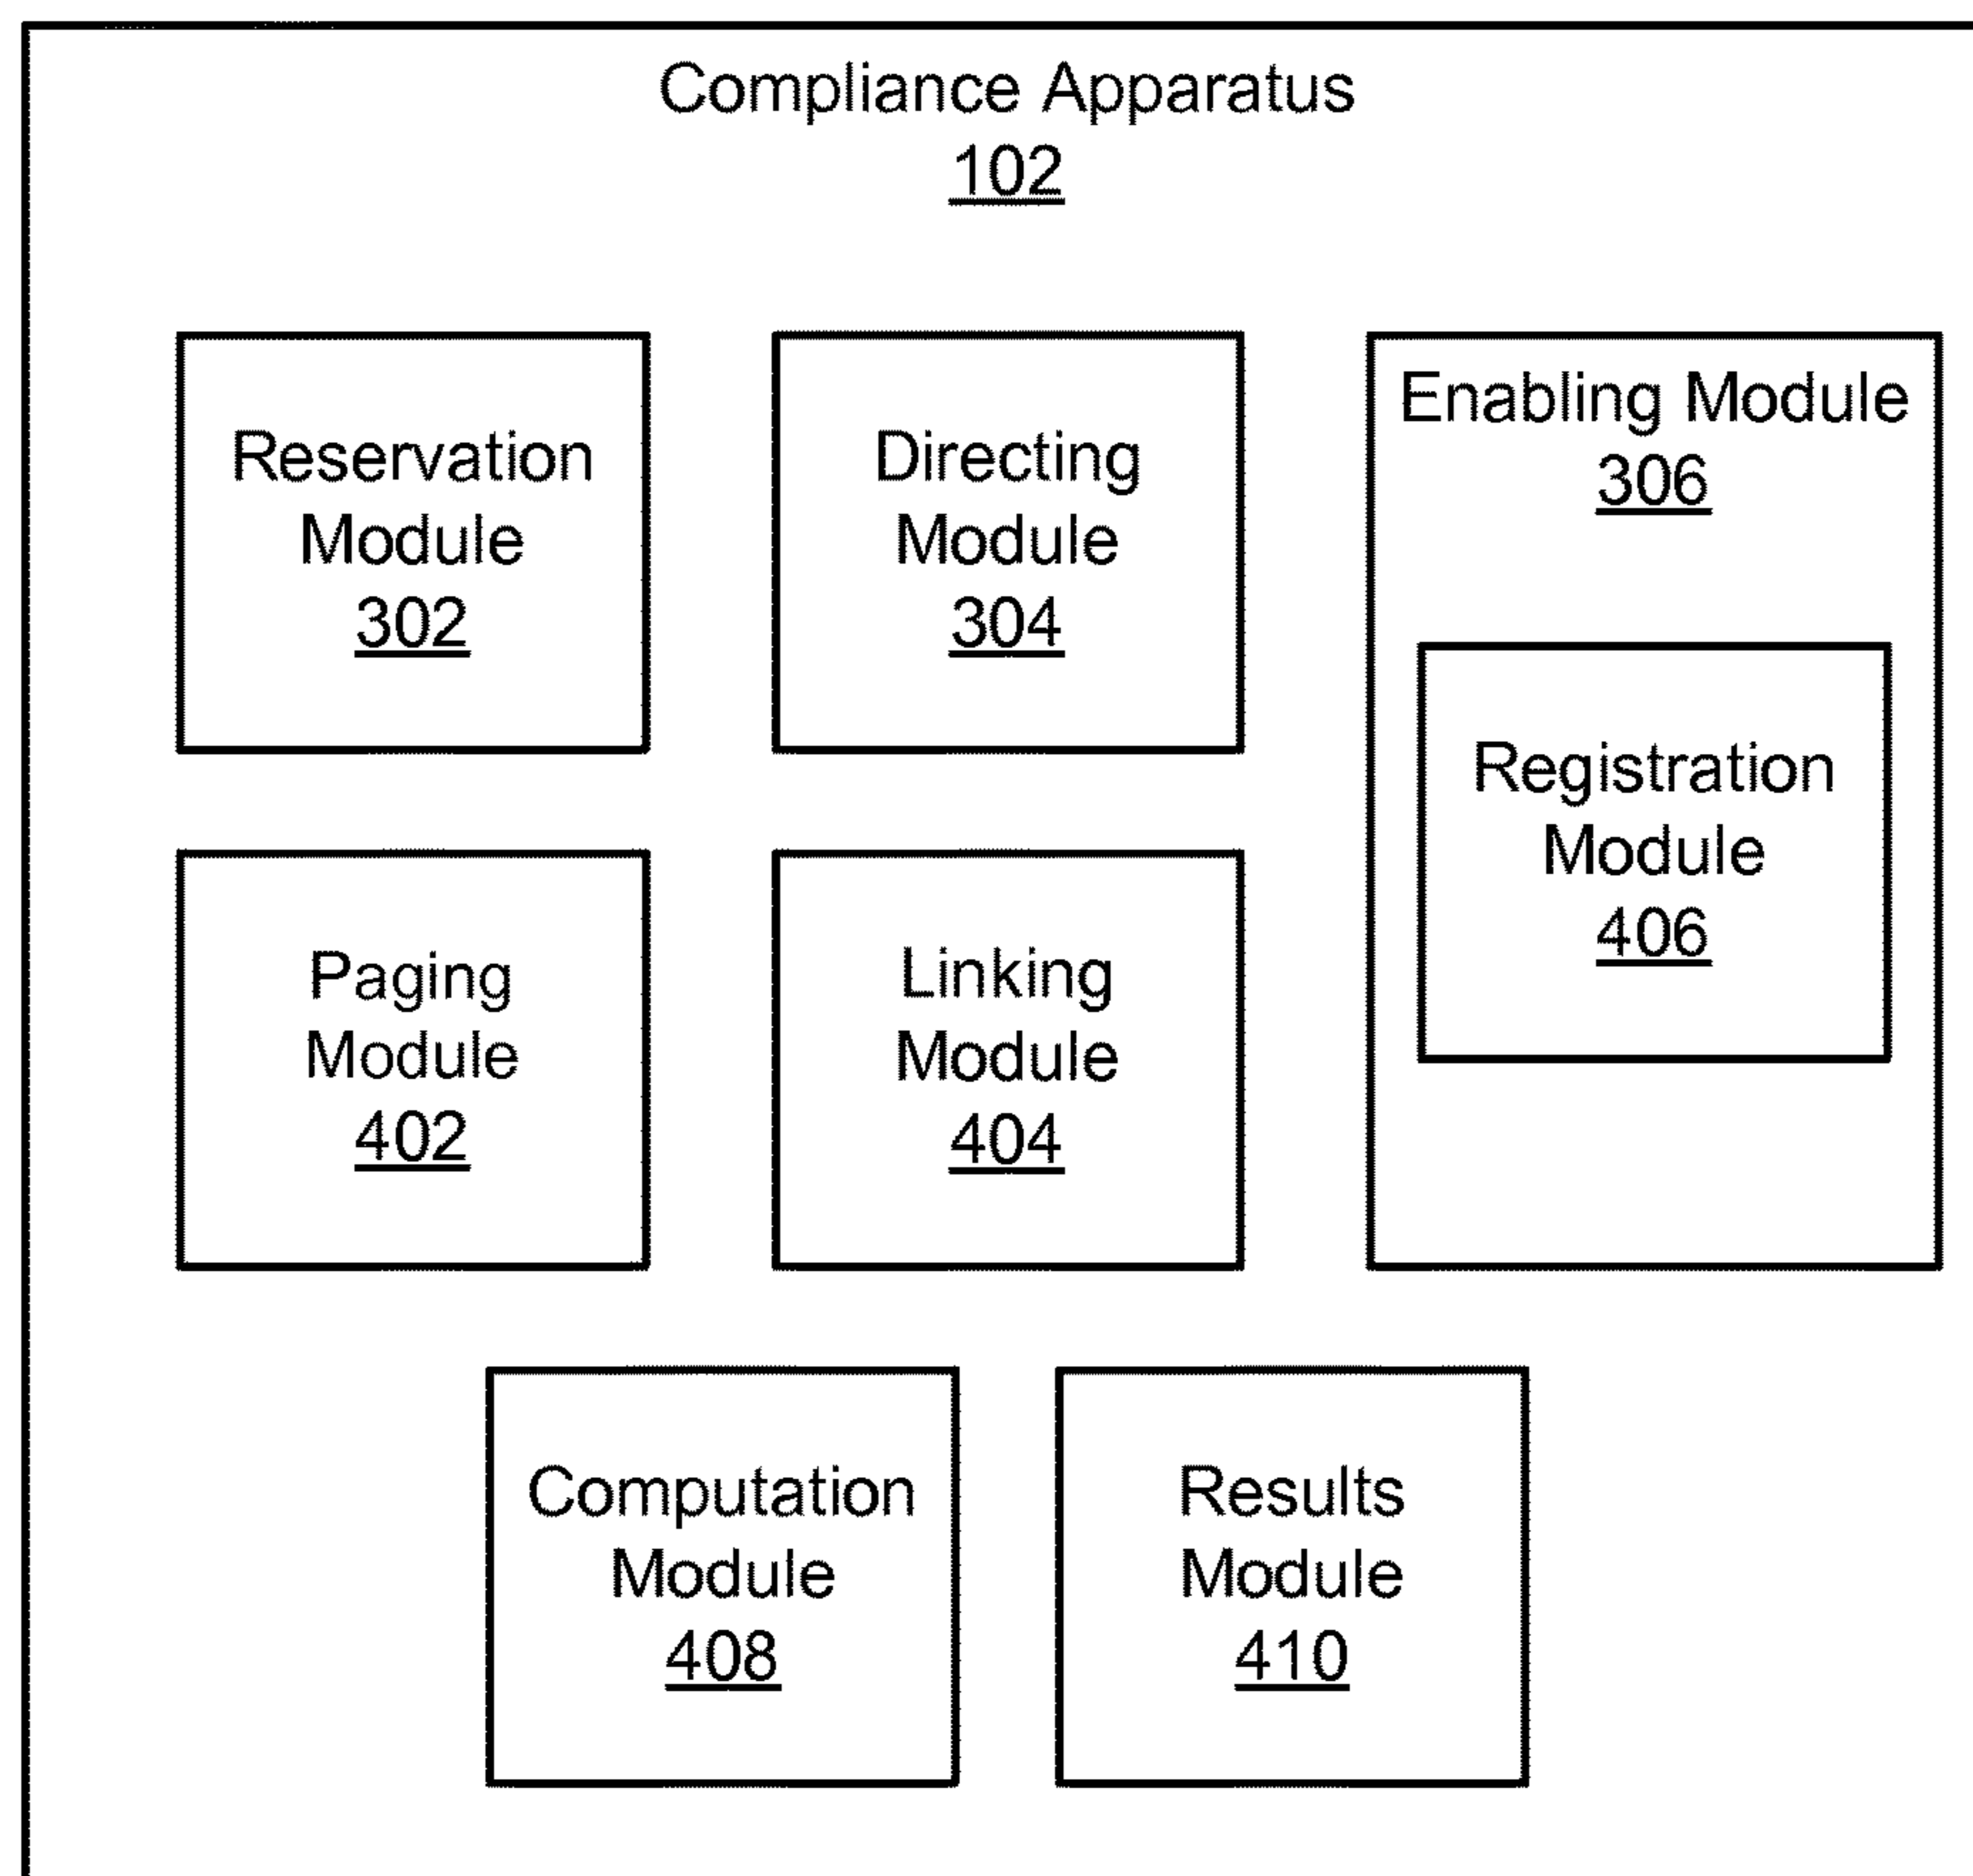 Compliance Apparatus
102
Reservation
Module
302
Directing
Module
304
Enabling Module
306
Registration
Module
406
Paging
Module
402
Linking
Module
404
Computation
Module
408
Results
Module
410